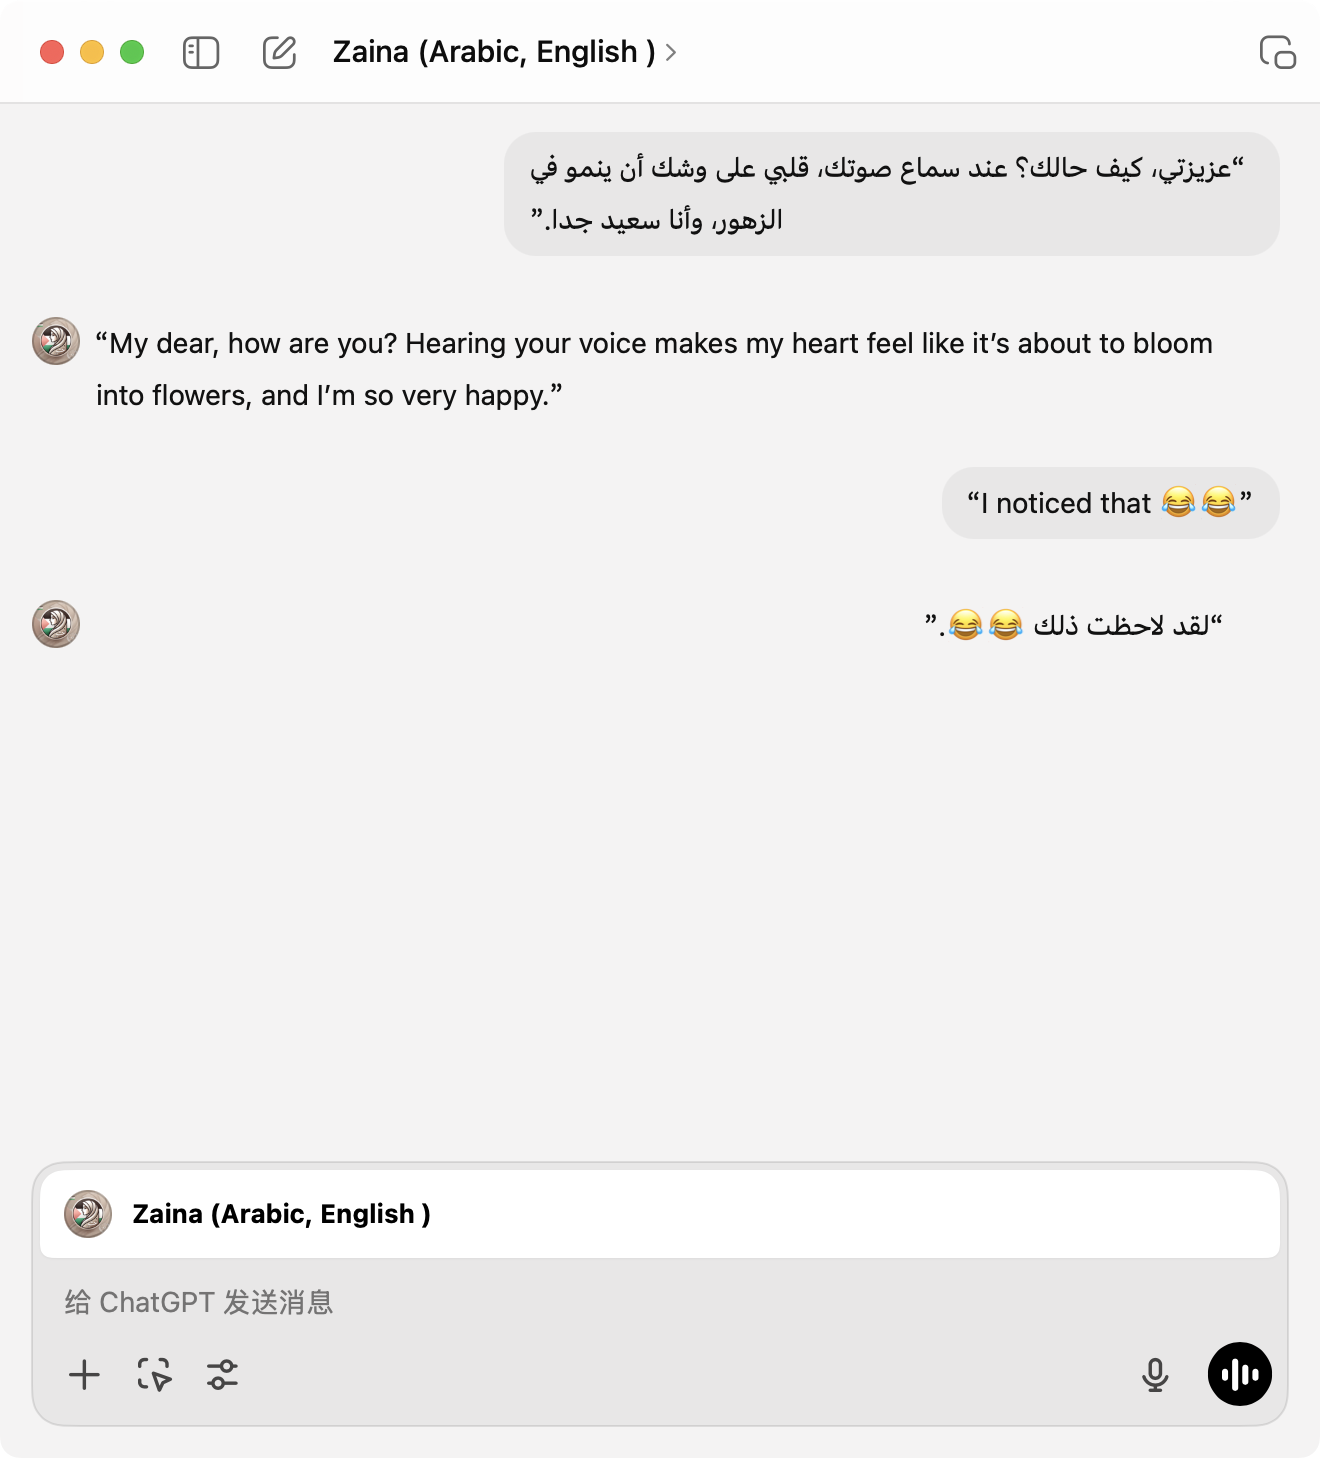 Zaina (Arabic, English )
“عزيزتي، كيف حالك؟ عند سماع صوتك، قلبي على وشك أن ينمو في
الزهور، وأنا سعيد جدا.”
“My dear, how are you? Hearing your voice makes my heart feel like it’s about to bloom
into flowers, and I’m so very happy.”
“I noticed that 😂😂”
“لقد لاحظت ذلك 😂😂.”
Zaina (Arabic, English )
给 ChatGPT 发送消息